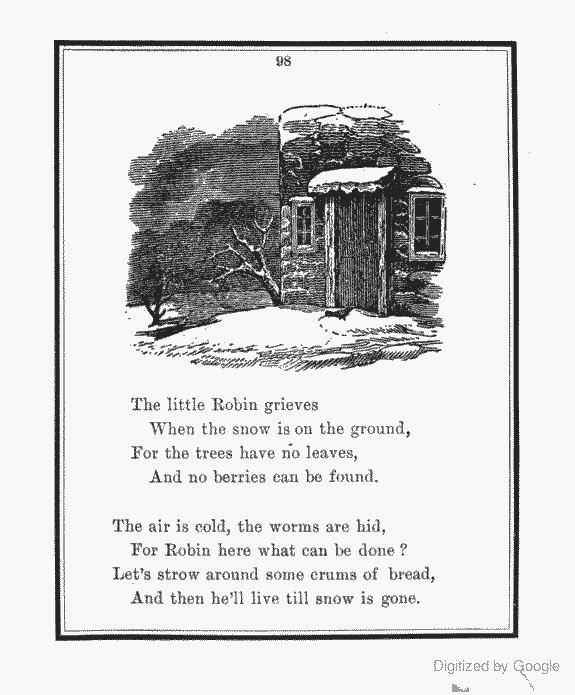 98
The little Robin grieves
When the snow is on the ground,
For the trees have no leaves,
And no berries can be found.
The air is cold, the worms are hid,
For Robin here what can be done?
Let's strow around some crums of bread,
And then he'll live till snow is gone.
Digitized by Google